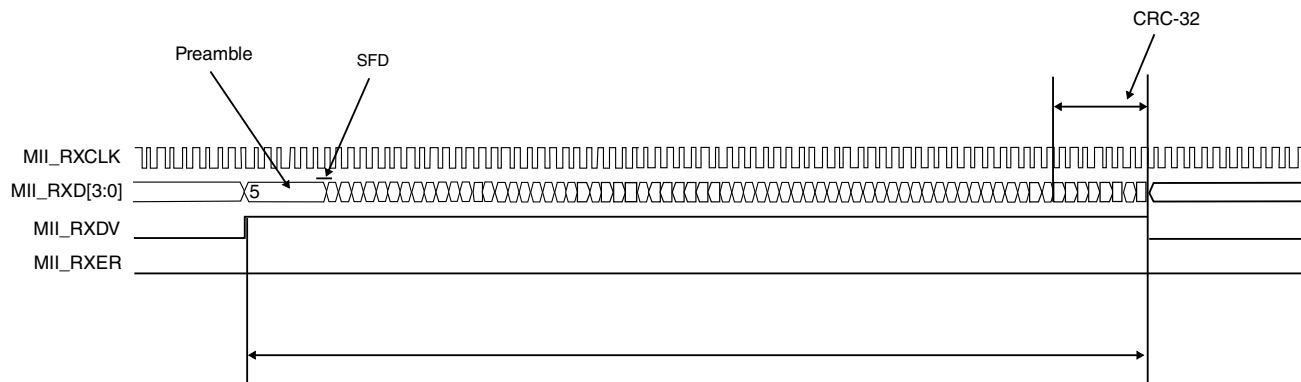 CRC-32
Preamble
SFD
MII_RXCLK
MII_RXD[3:0]
5
MII_RXDV
MII_RXER